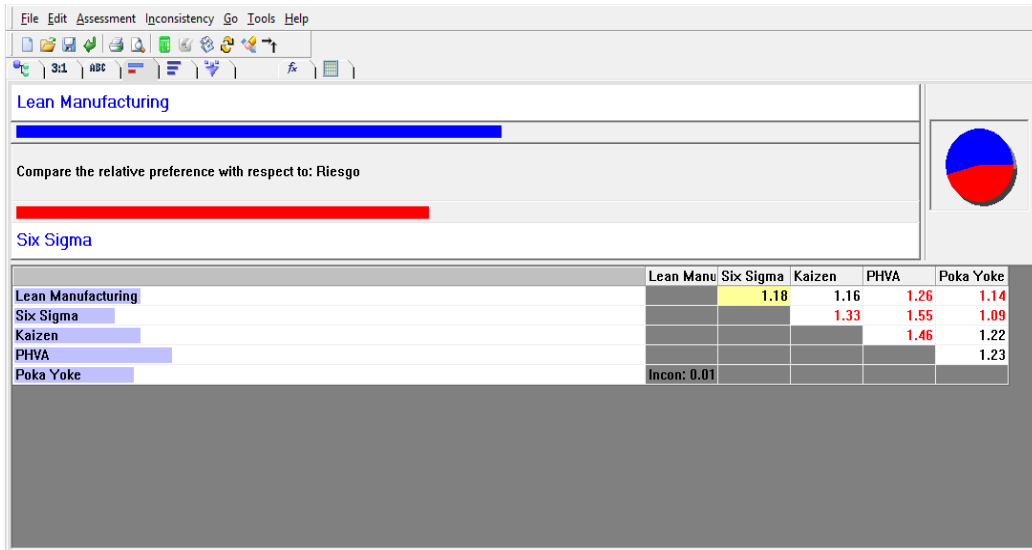 File Edit Assessment Inconsistency Go Tools Help
3:1 ABC fx
Lean Manufacturing
Compare the relative preference with respect to: Riesgo
Six Sigma
Lean Manu Six Sigma Kaizen PHVA Poka Yoke
Lean Manufacturing 1.18 1.16 1.26 1.14
Six Sigma 1.33 1.55 1.09
Kaizen 1.46 1.22
PHVA 1.23
Poka Yoke Incon: 0.01